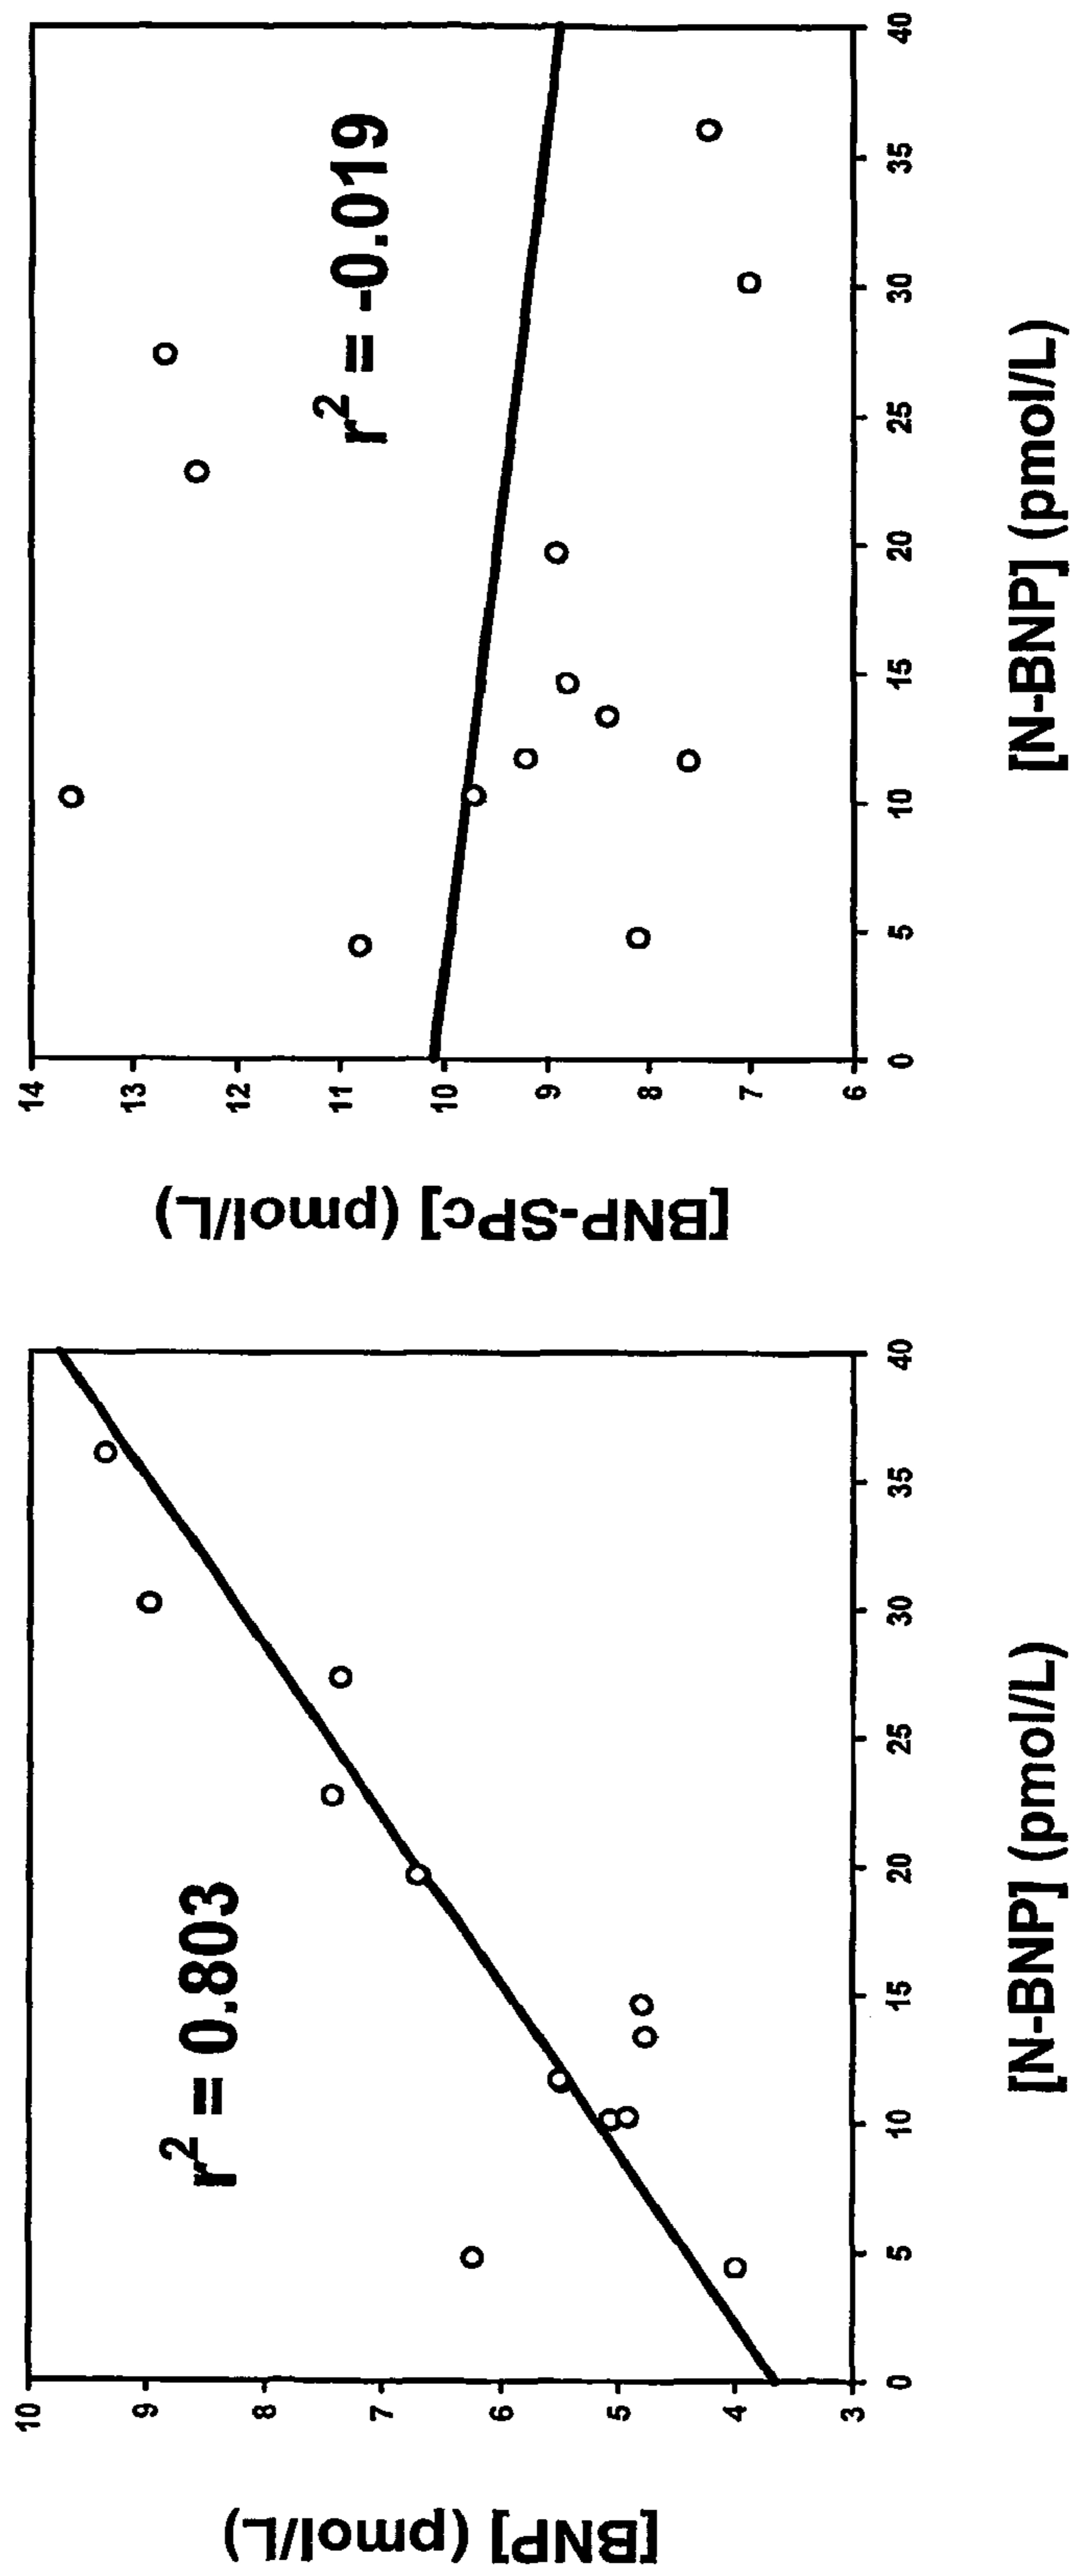 [BNP] (pmol/L)
10
9
8
7
6
5
4
3
r² = 0.803
0 5 10 15 20 25 30 35 40
[N-BNP] (pmol/L)
[BNP-SPc] (pmol/L)
14
13
12
11
10
9
8
7
6
r² = -0.019
0 5 10 15 20 25 30 35 40
[N-BNP] (pmol/L)